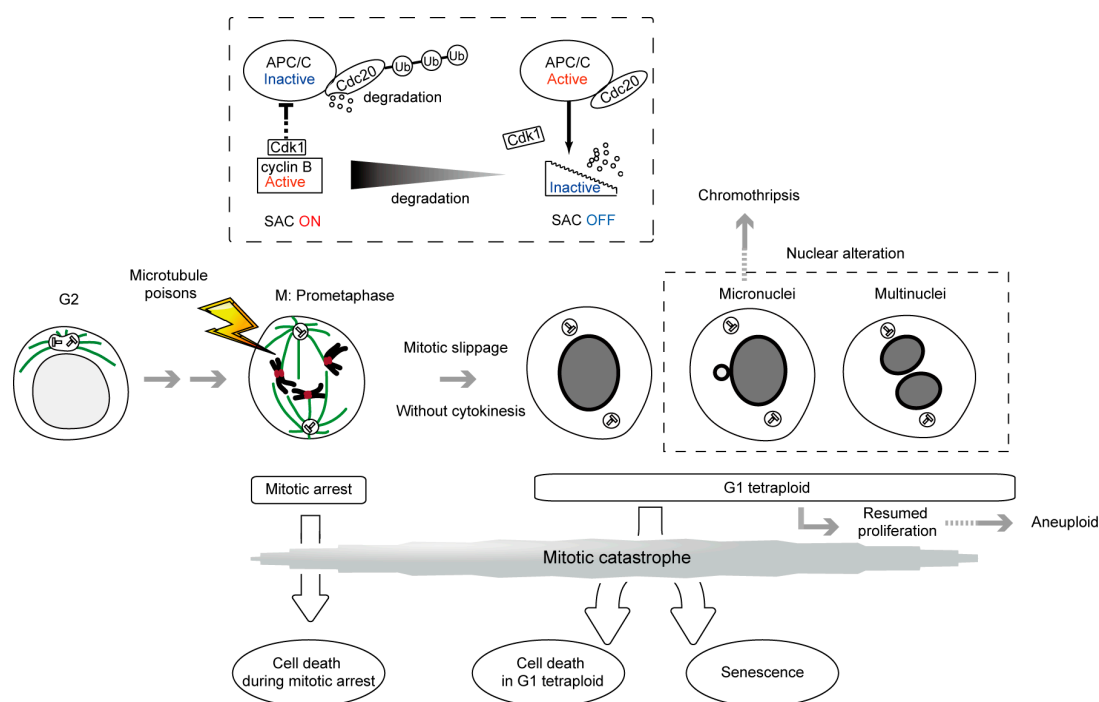 APC/C
Inactive
Cdc20
Ub
Ub
Ub
degradation
Cdk1
cyclin B
Active
SAC ON
degradation
APC/C
Active
Cdc20
Cdk1
Inactive
SAC OFF
Chromothripsis
Nuclear alteration
G2
Microtubule
poisons
M: Prometaphase
Mitotic slippage
Without cytokinesis
Micronuclei
Multinuclei
Mitotic arrest
G1 tetraploid
Resumed
proliferation
Aneuploid
Mitotic catastrophe
Cell death
during mitotic arrest
Cell death
in G1 tetraploid
Senescence